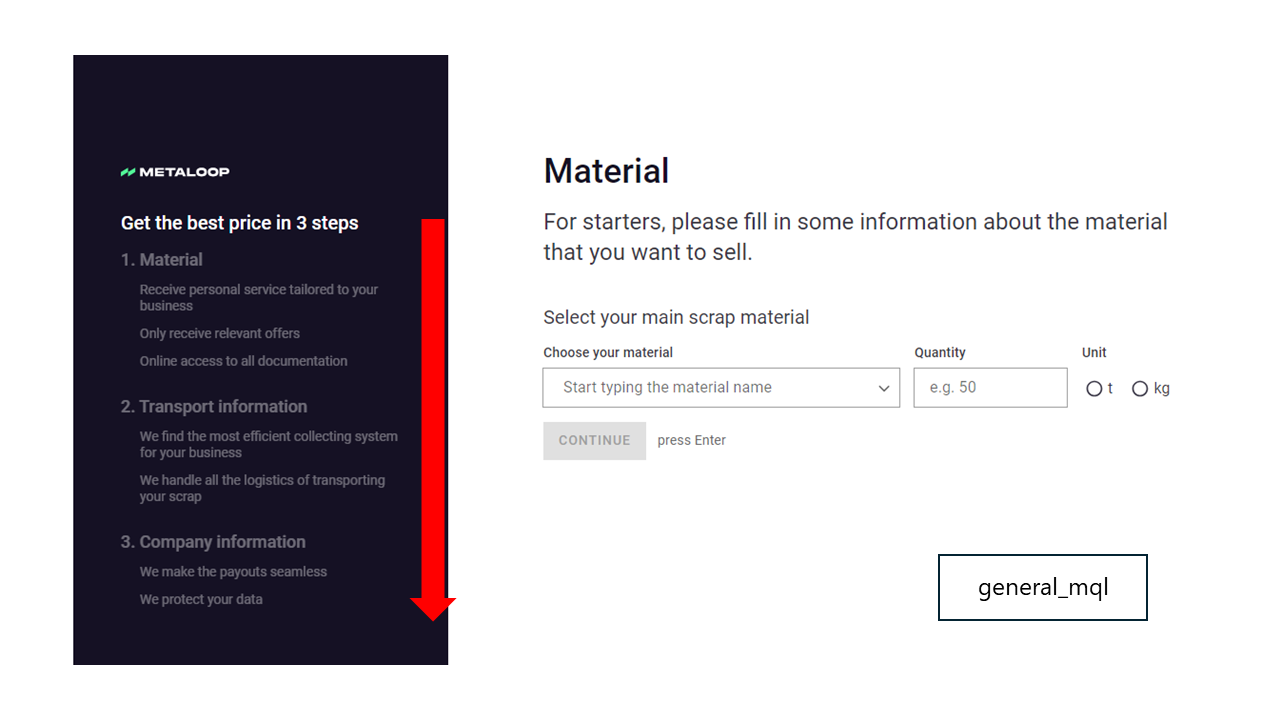 METALOOP
Get the best price in 3 steps
1. Material
Receive personal service tailored to your
business
Only receive relevant offers
Online access to all documentation
2. Transport information
We find the most efficient collecting system
for your business
We handle all the logistics of transporting
your scrap
3. Company information
We make the payouts seamless
We protect your data
Material
For starters, please fill in some information about the material
that you want to sell.
Select your main scrap material
Choose your material Quantity Unit
Start typing the material name e.g. 50 t kg
CONTINUE press Enter
general_mql